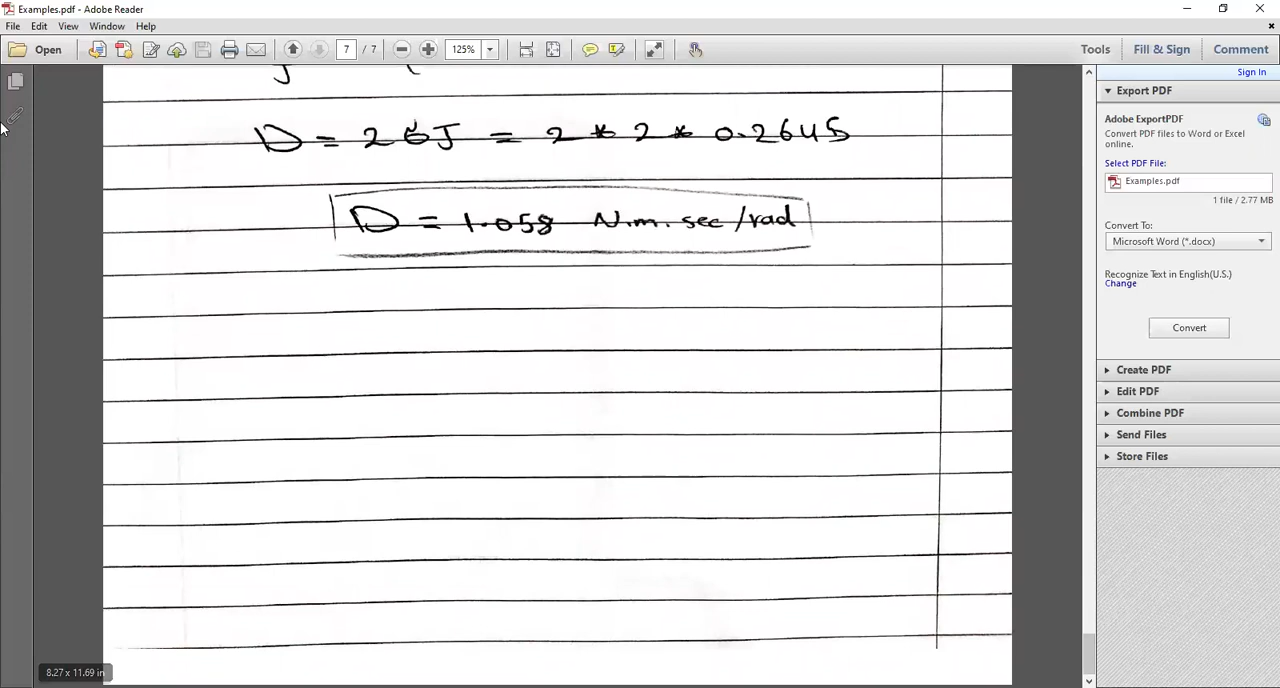 Examples.pdf - Adobe Reader
File Edit View Window Help
Open 7 / 7 125% Tools Fill & Sign Comment
Sign In
D = 2 σ J = 2 * 2 * 0.2645
D = 1.058 N.m. sec /rad
8.27 x 11.69 in
Export PDF
Adobe ExportPDF
Convert PDF files to Word or Excel
online.
Select PDF File:
Examples.pdf
1 file / 2.77 MB
Convert To:
Microsoft Word (*.docx)
Recognize Text in English(U.S.)
Change
Convert
Create PDF
Edit PDF
Combine PDF
Send Files
Store Files